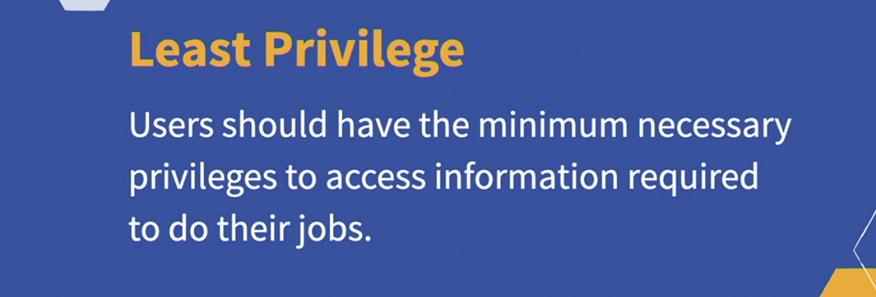 Least Privilege
Users should have the minimum necessary
privileges to access information required
to do their jobs.